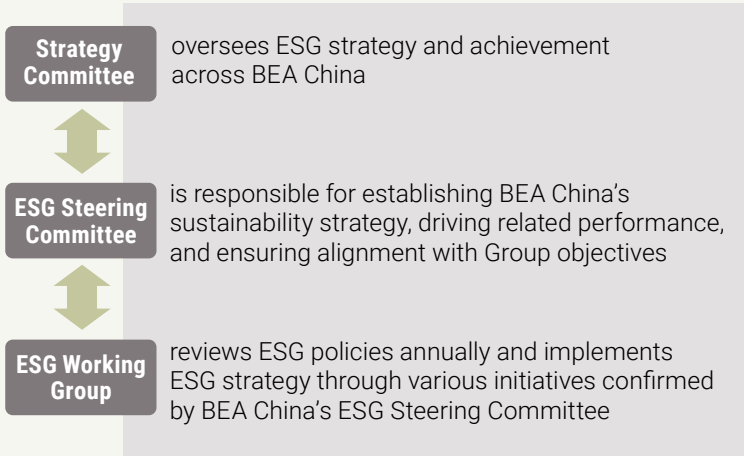 Strategy
Committee
oversees ESG strategy and achievement
across BEA China
ESG Steering
Committee
is responsible for establishing BEA China’s
sustainability strategy, driving related performance,
and ensuring alignment with Group objectives
ESG Working
Group
reviews ESG policies annually and implements
ESG strategy through various initiatives confirmed
by BEA China’s ESG Steering Committee